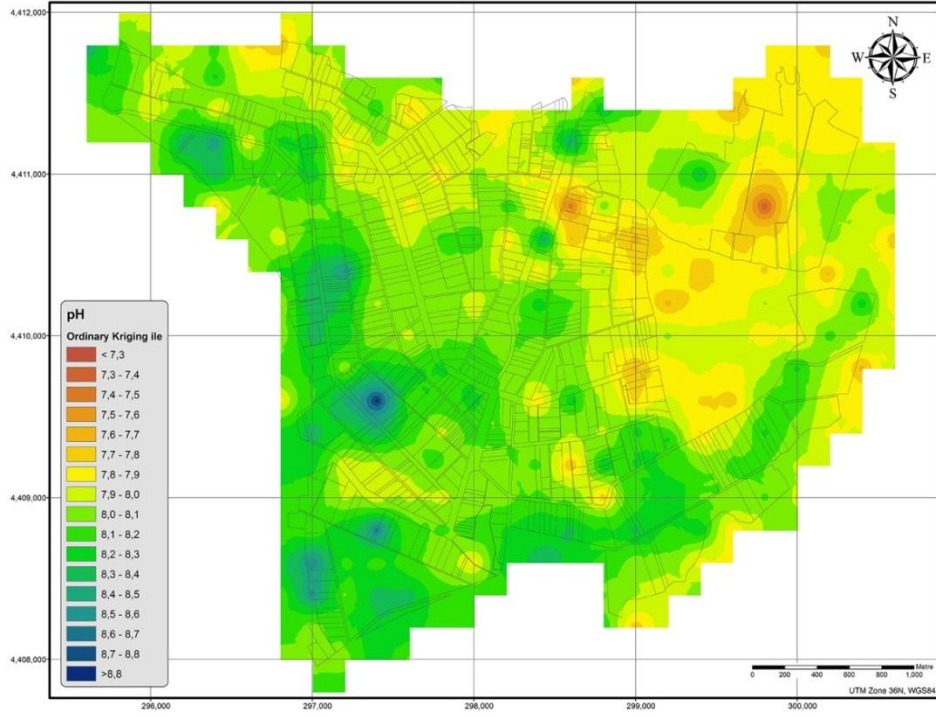 4,412,000
N
W E
S
4,411,000
4,410,000
pH
Ordinary Kriging ile
< 7,3
7,3 - 7,4
7,4 - 7,5
7,5 - 7,6
7,6 - 7,7
7,7 - 7,8
7,8 - 7,9
7,9 - 8,0
8,0 - 8,1
8,1 - 8,2
8,2 - 8,3
8,3 - 8,4
8,4 - 8,5
8,5 - 8,6
8,6 - 8,7
8,7 - 8,8
>8,8
4,409,000
4,408,000
Metre
0 200 400 600 800 1,000
UTM Zone 36N, WGS84
296,000 297,000 298,000 299,000 300,000